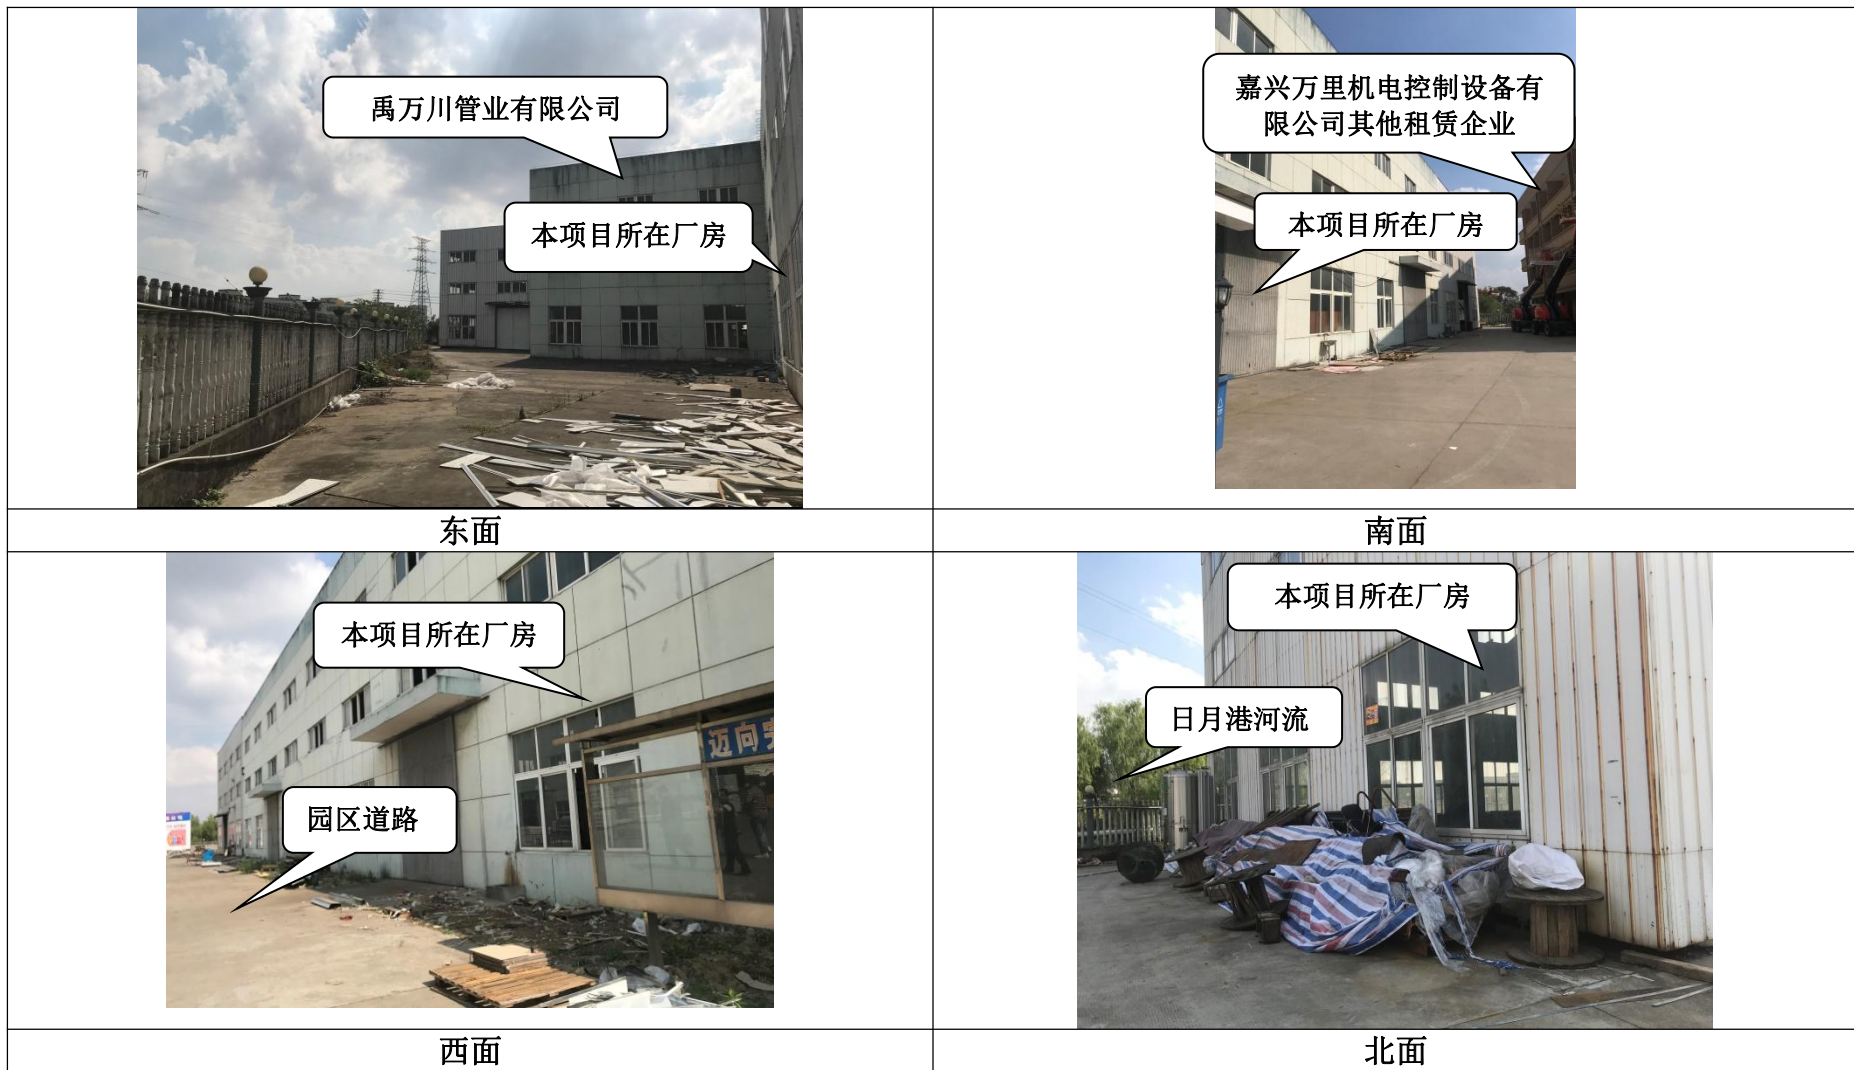 禹万川管业有限公司
本项目所在厂房
嘉兴万里机电控制设备有
限公司其他租赁企业
本项目所在厂房
东面
南面
本项目所在厂房
迈向
园区道路
本项目所在厂房
日月港河流
西面
北面